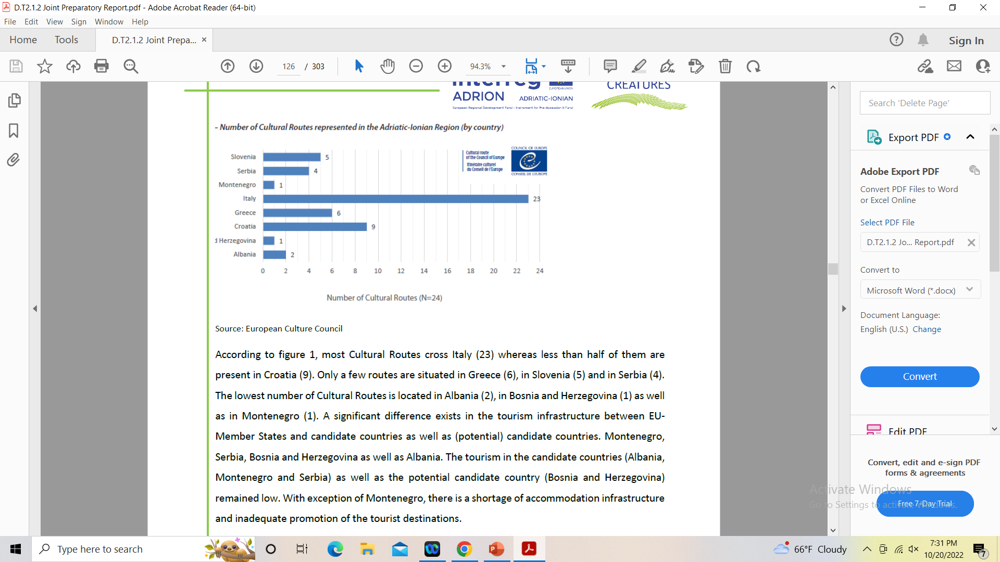 D.T2.1.2 Joint Preparatory Report.pdf - Adobe Acrobat Reader (64-bit)
File Edit View Sign Window Help
Home Tools D.T2.1.2 Joint Prepa... ×
Sign In
126 / 303
94.3%
Interreg
ADRION
EUROPEAN UNION
ADRIATIC-IONIAN
European Regional Development Fund - Instrument for Pre-Accession II Fund
CREATURES
– Number of Cultural Routes represented in the Adriatic-Ionian Region (by country)
Cultural route
of the Council of Europe
Itinéraire culturel
du Conseil de l'Europe
COUNCIL OF EUROPE
CONSEIL DE L'EUROPE
Slovenia 5
Serbia 4
Montenegro 1
Italy 23
Greece 6
Croatia 9
d Herzegovina 1
Albania 2
0 2 4 6 8 10 12 14 16 18 20 22 24
Number of Cultural Routes (N=24)
Source: European Culture Council
According to figure 1, most Cultural Routes cross Italy (23) whereas less than half of them are
present in Croatia (9). Only a few routes are situated in Greece (6), in Slovenia (5) and in Serbia (4).
The lowest number of Cultural Routes is located in Albania (2), in Bosnia and Herzegovina (1) as well
as in Montenegro (1). A significant difference exists in the tourism infrastructure between EU-
Member States and candidate countries as well as (potential) candidate countries. Montenegro,
Serbia, Bosnia and Herzegovina as well as Albania. The tourism in the candidate countries (Albania,
Montenegro and Serbia) as well as the potential candidate country (Bosnia and Herzegovina)
remained low. With exception of Montenegro, there is a shortage of accommodation infrastructure
and inadequate promotion of the tourist destinations.
Search 'Delete Page'
Export PDF
Adobe Export PDF
Convert PDF Files to Word
or Excel Online
Select PDF File
D.T2.1.2 Jo... Report.pdf
Convert to
Microsoft Word (*.docx)
Document Language:
English (U.S.) Change
Convert
Edit PDF
Convert, edit and e-sign PDF
forms & agreements
Activate Windows
Go to Settings to activate Windows.
Free 7-Day Trial
Type here to search
66°F Cloudy
7:31 PM
10/20/2022
7